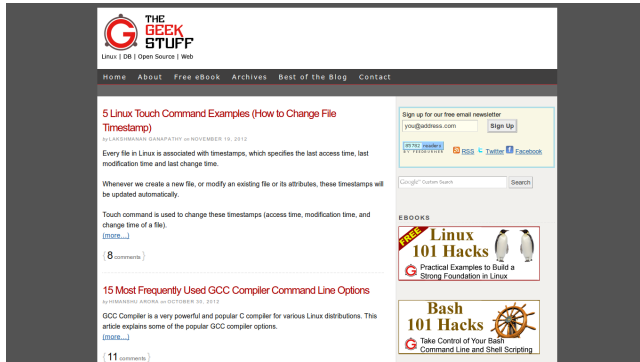 THE
GEEK
STUFF
Linux | DB | Open Source | Web
Home About Free eBook Archives Best of the Blog Contact
5 Linux Touch Command Examples (How to Change File
Timestamp)
by LAKSHMANAN GANAPATHY on NOVEMBER 19, 2012
Every file in Linux is associated with timestamps, which specifies the last access time, last
modification time and last change time.
Whenever we create a new file, or modify an existing file or its attributes, these timestamps will
be updated automatically.
Touch command is used to change these timestamps (access time, modification time, and
change time of a file).
(more…)
{ 8 comments }
15 Most Frequently Used GCC Compiler Command Line Options
by HIMANSHU ARORA on OCTOBER 30, 2012
GCC Compiler is a very powerful and popular C compiler for various Linux distributions. This
article explains some of the popular GCC compiler options.
(more…)
{ 11 comments }
Sign up for our free email newsletter
you@address.com Sign Up
readers
BY FEEDBURNER
RSS Twitter Facebook
Google™ Custom Search Search
EBOOKS
FREE
Linux
101 Hacks
Practical Examples to Build a
Strong Foundation in Linux
Bash
101 Hacks
Take Control of Your Bash
Command Line and Shell Scripting